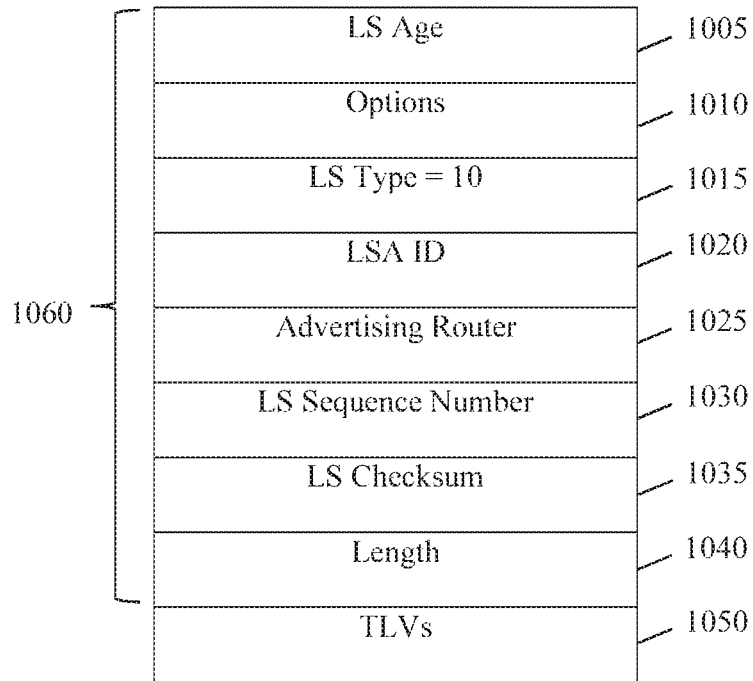 LS Age 1005
Options 1010
LS Type = 10 1015
LSA ID 1020
1060
Advertising Router 1025
LS Sequence Number 1030
LS Checksum 1035
Length 1040
TLVs 1050